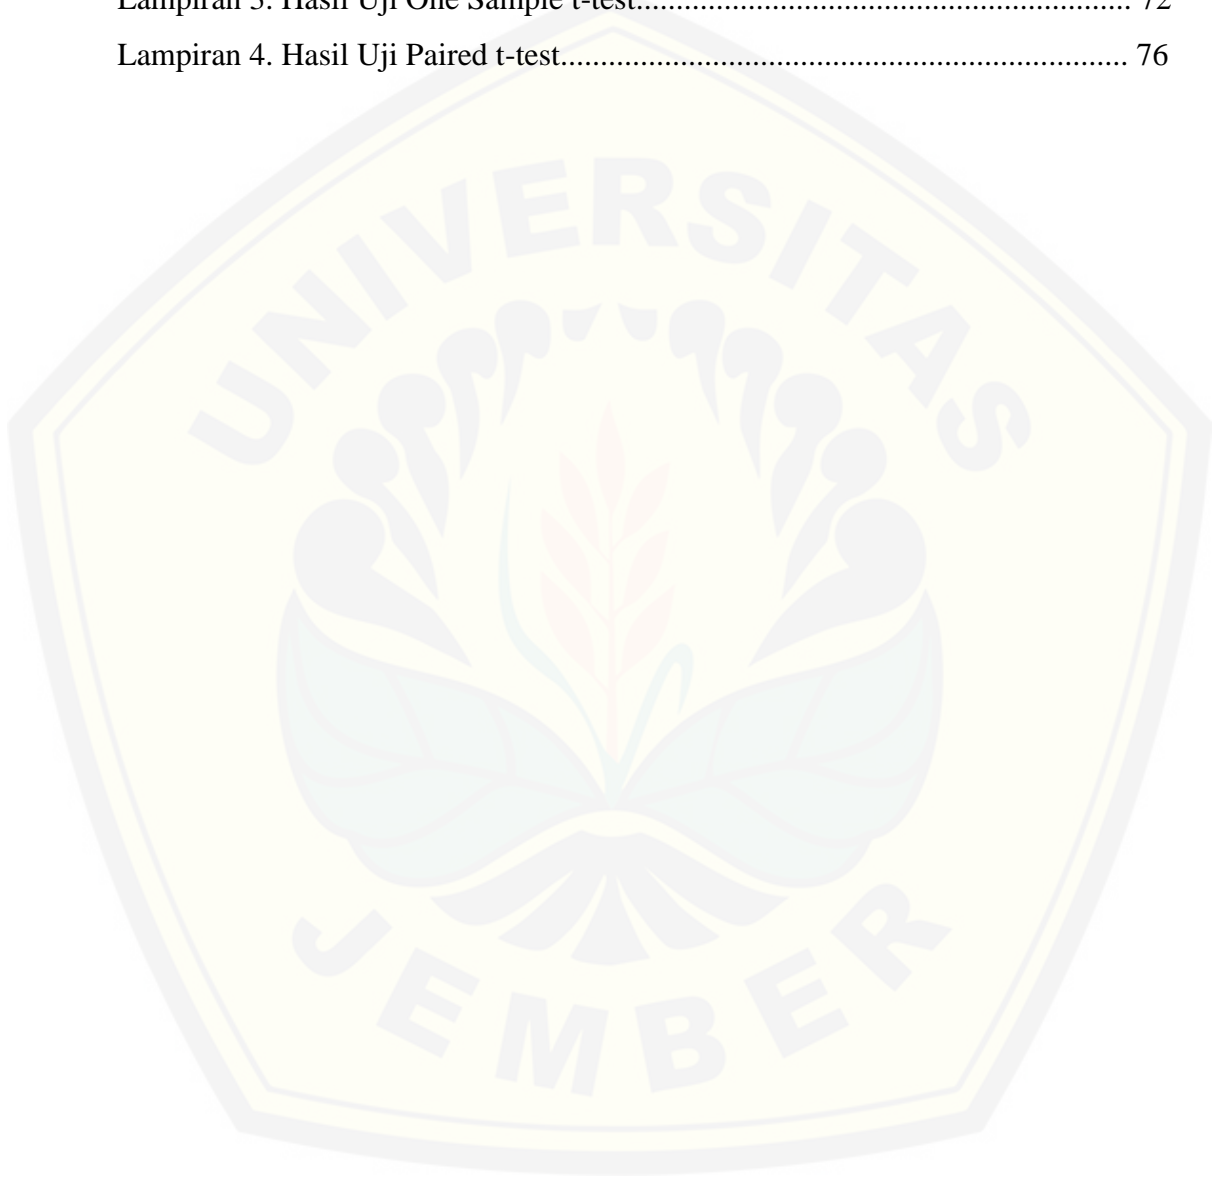 Lampiran 3. Hasil Uji One Sample t-test.............................................................. 72
Lampiran 4. Hasil Uji Paired t-test....................................................................... 76
UNIVERSITAS
JEMBER